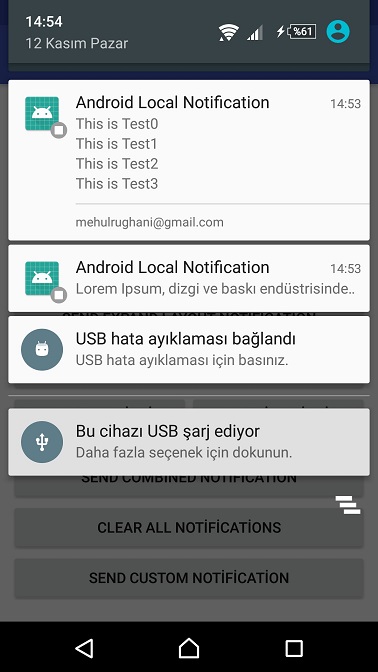 14:54
%61
12 Kasım Pazar
Android Local Notification 14:53
This is Test0
This is Test1
This is Test2
This is Test3
mehulrughani@gmail.com
Android Local Notification 14:53
Lorem Ipsum, dizgi ve baskı endüstrisinde..
USB hata ayıklaması bağlandı
USB hata ayıklaması için basınız.
Bu cihazı USB şarj ediyor
Daha fazla seçenek için dokunun.
SEND COMBINED NOTIFICATION
CLEAR ALL NOTİFİCATİONS
SEND CUSTOM NOTİFİCATİON